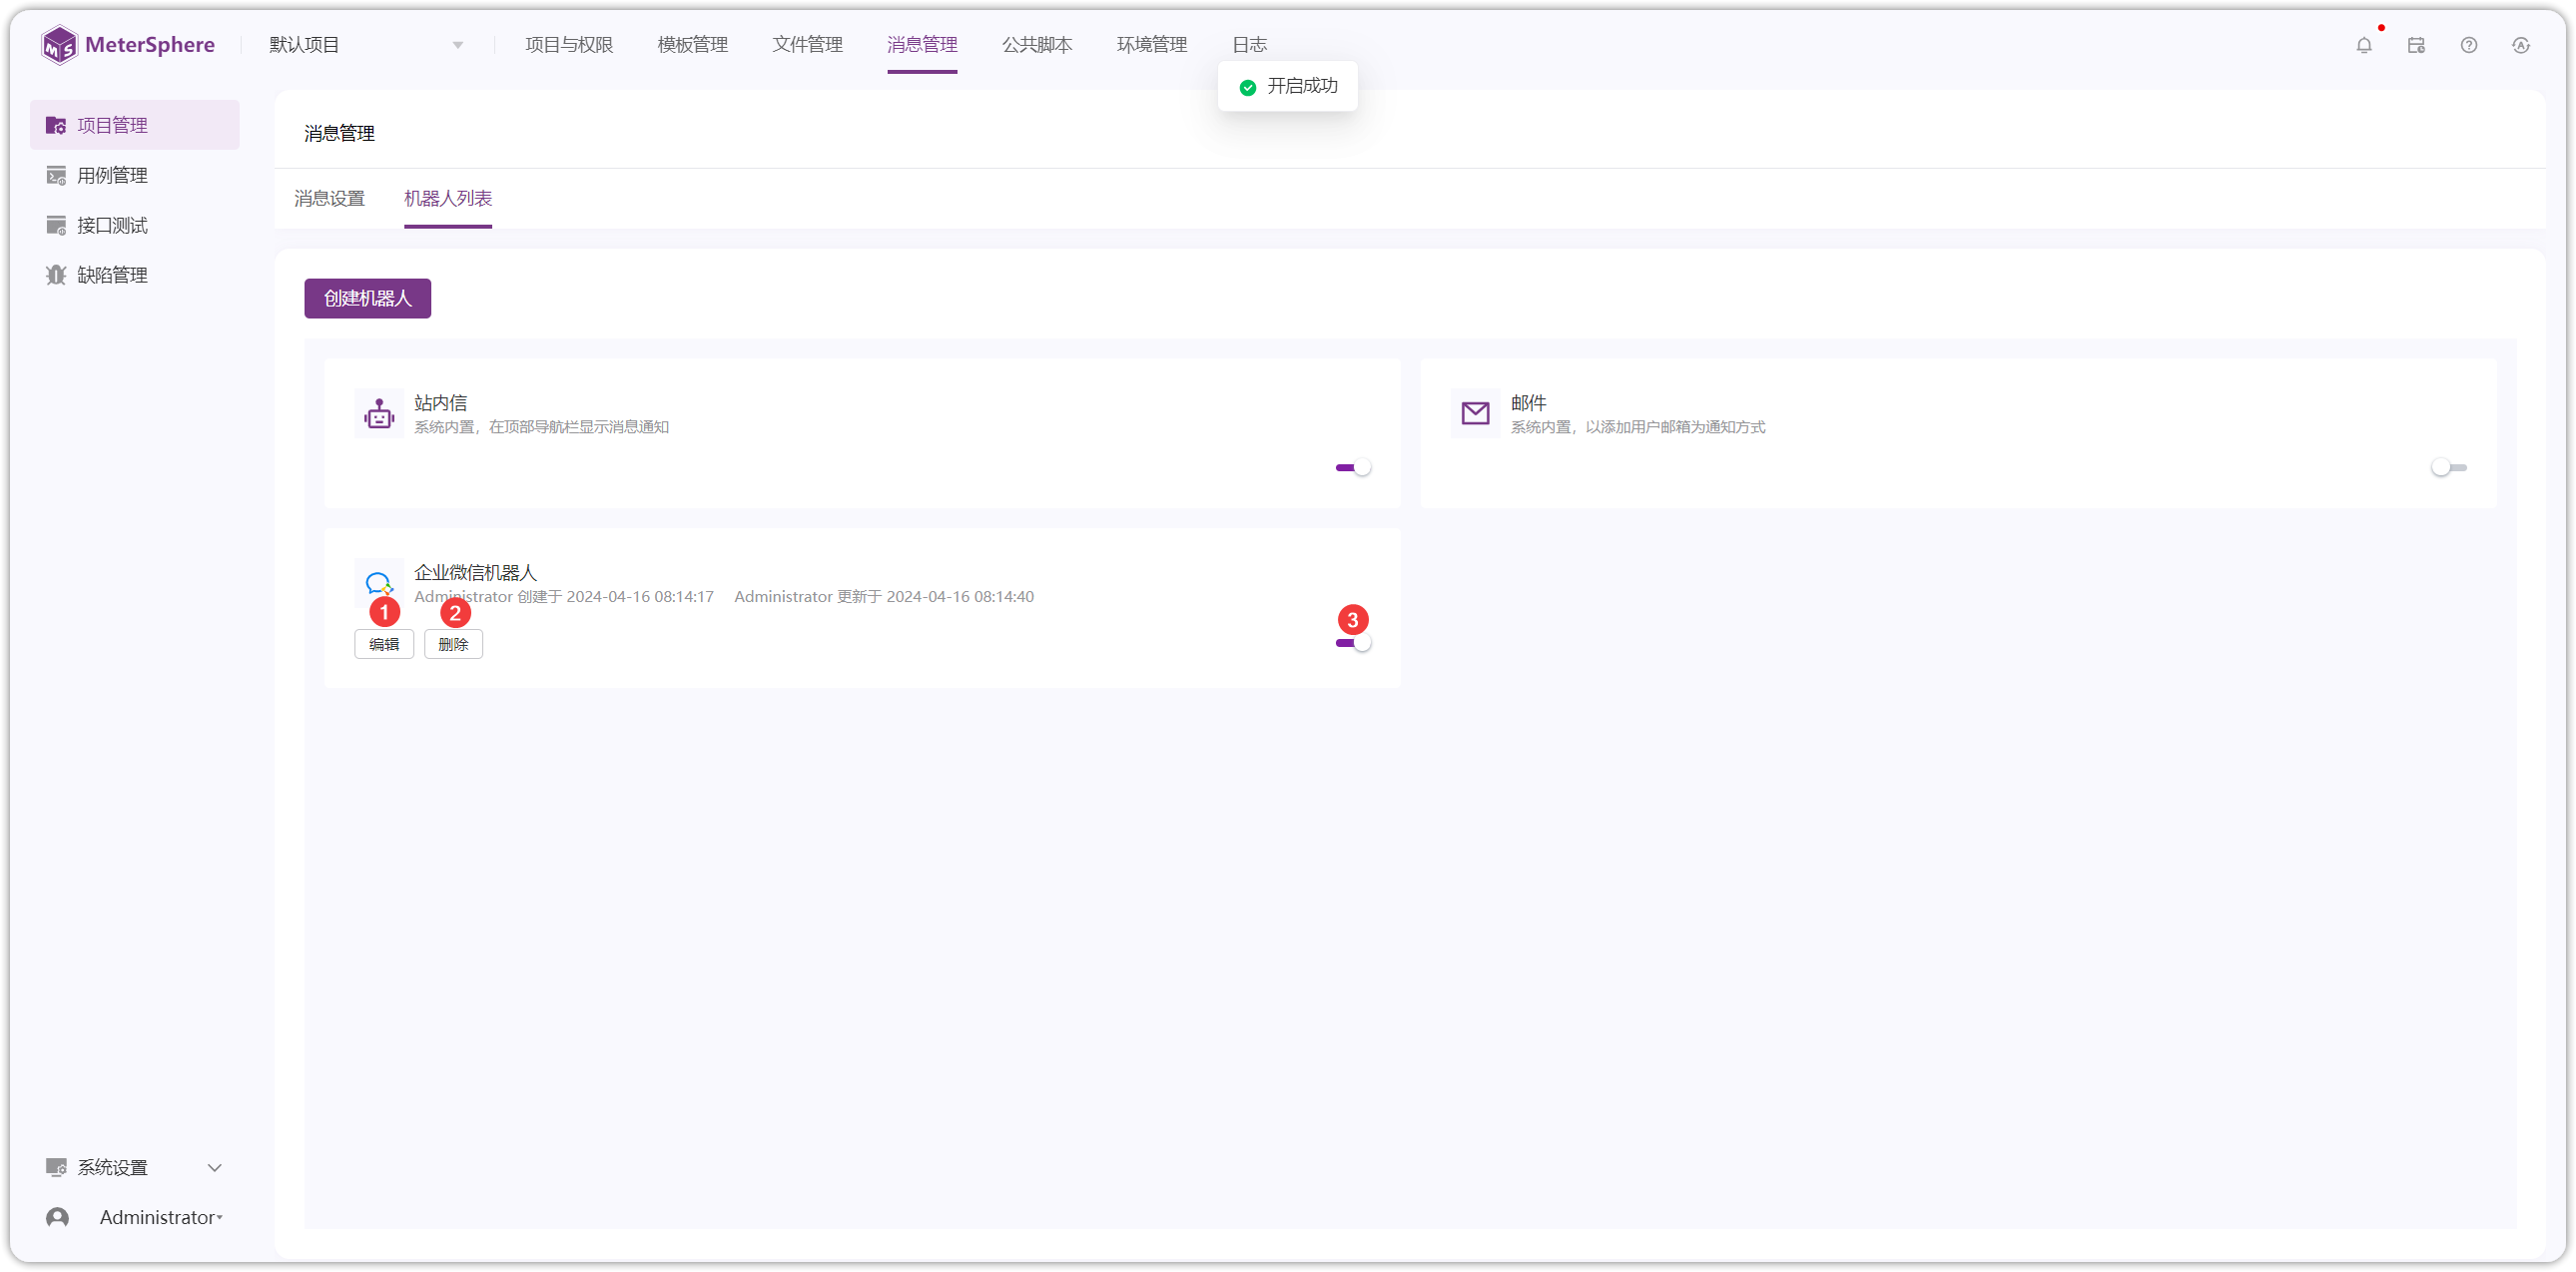 MeterSphere 默认项目 项目与权限 模板管理 文件管理 消息管理 公共脚本 环境管理 日志
开启成功
项目管理
用例管理
接口测试
缺陷管理
消息管理
消息设置 机器人列表
创建机器人
站内信
系统内置，在顶部导航栏显示消息通知
邮件
系统内置，以添加用户邮箱为通知方式
企业微信机器人
Administrator 创建于 2024-04-16 08:14:17 Administrator 更新于 2024-04-16 08:14:40
1 2 3
编辑 删除
系统设置
Administrator